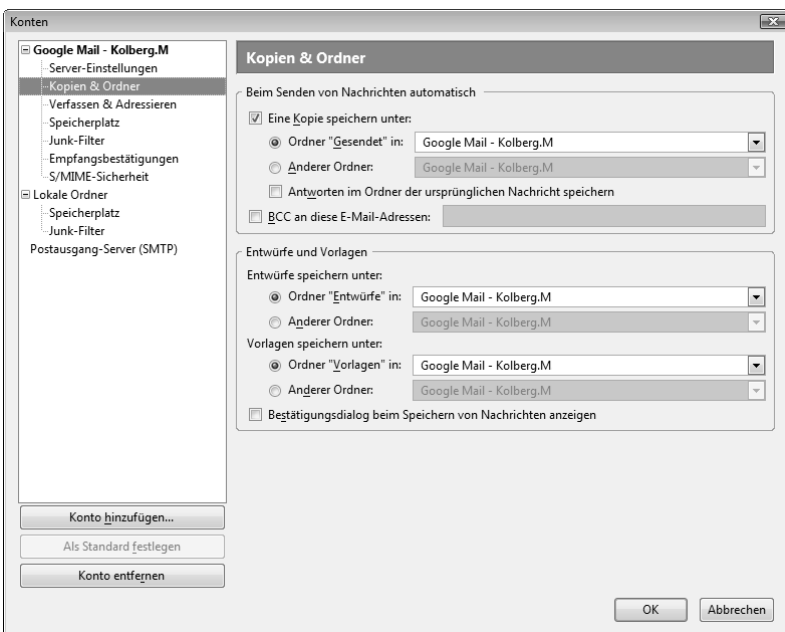 Konten
Google Mail - Kolberg.M
Server-Einstellungen
Kopien & Ordner
Verfassen & Adressieren
Speicherplatz
Junk-Filter
Empfangsbestätigungen
S/MIME-Sicherheit
Lokale Ordner
Speicherplatz
Junk-Filter
Postausgang-Server (SMTP)
Konto hinzufügen...
Als Standard festlegen
Konto entfernen
Kopien & Ordner
Beim Senden von Nachrichten automatisch
Eine Kopie speichern unter:
Ordner "Gesendet" in: Google Mail - Kolberg.M
Anderer Ordner: Google Mail - Kolberg.M
Antworten im Ordner der ursprünglichen Nachricht speichern
BCC an diese E-Mail-Adressen:
Entwürfe und Vorlagen
Entwürfe speichern unter:
Ordner "Entwürfe" in: Google Mail - Kolberg.M
Anderer Ordner: Google Mail - Kolberg.M
Vorlagen speichern unter:
Ordner "Vorlagen" in: Google Mail - Kolberg.M
Anderer Ordner: Google Mail - Kolberg.M
Bestätigungsdialog beim Speichern von Nachrichten anzeigen
OK Abbrechen